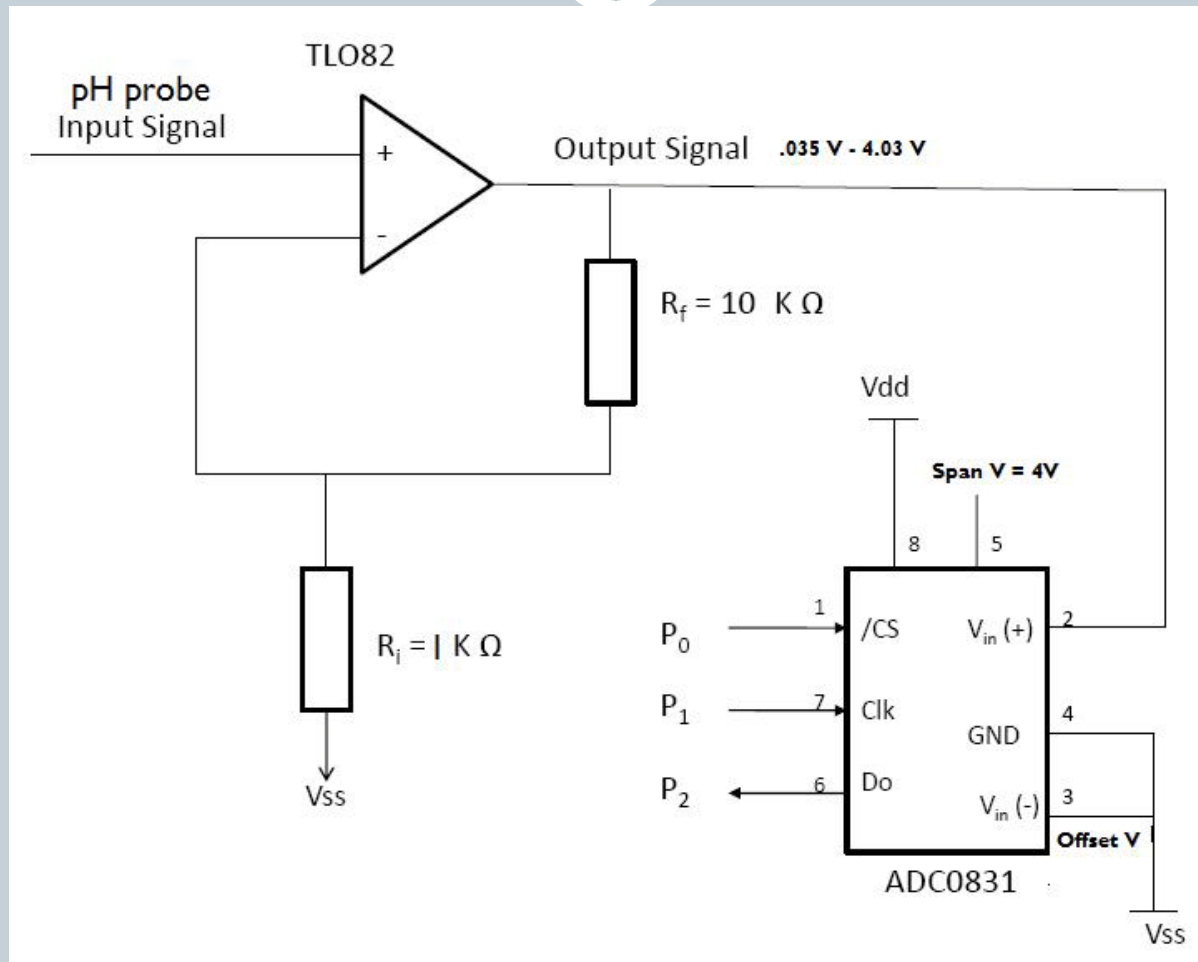 TLO82
pH probe
Input Signal
+
-
Output Signal .035 V - 4.03 V
Rf = 10 K Ω
Vdd
Span V = 4V
8
5
Ri = 1 K Ω
Vss
P0
1
/CS
Vin (+)
2
P1
7
Clk
GND
4
P2
6
Do
Vin (-)
3
Offset V
ADC0831
Vss